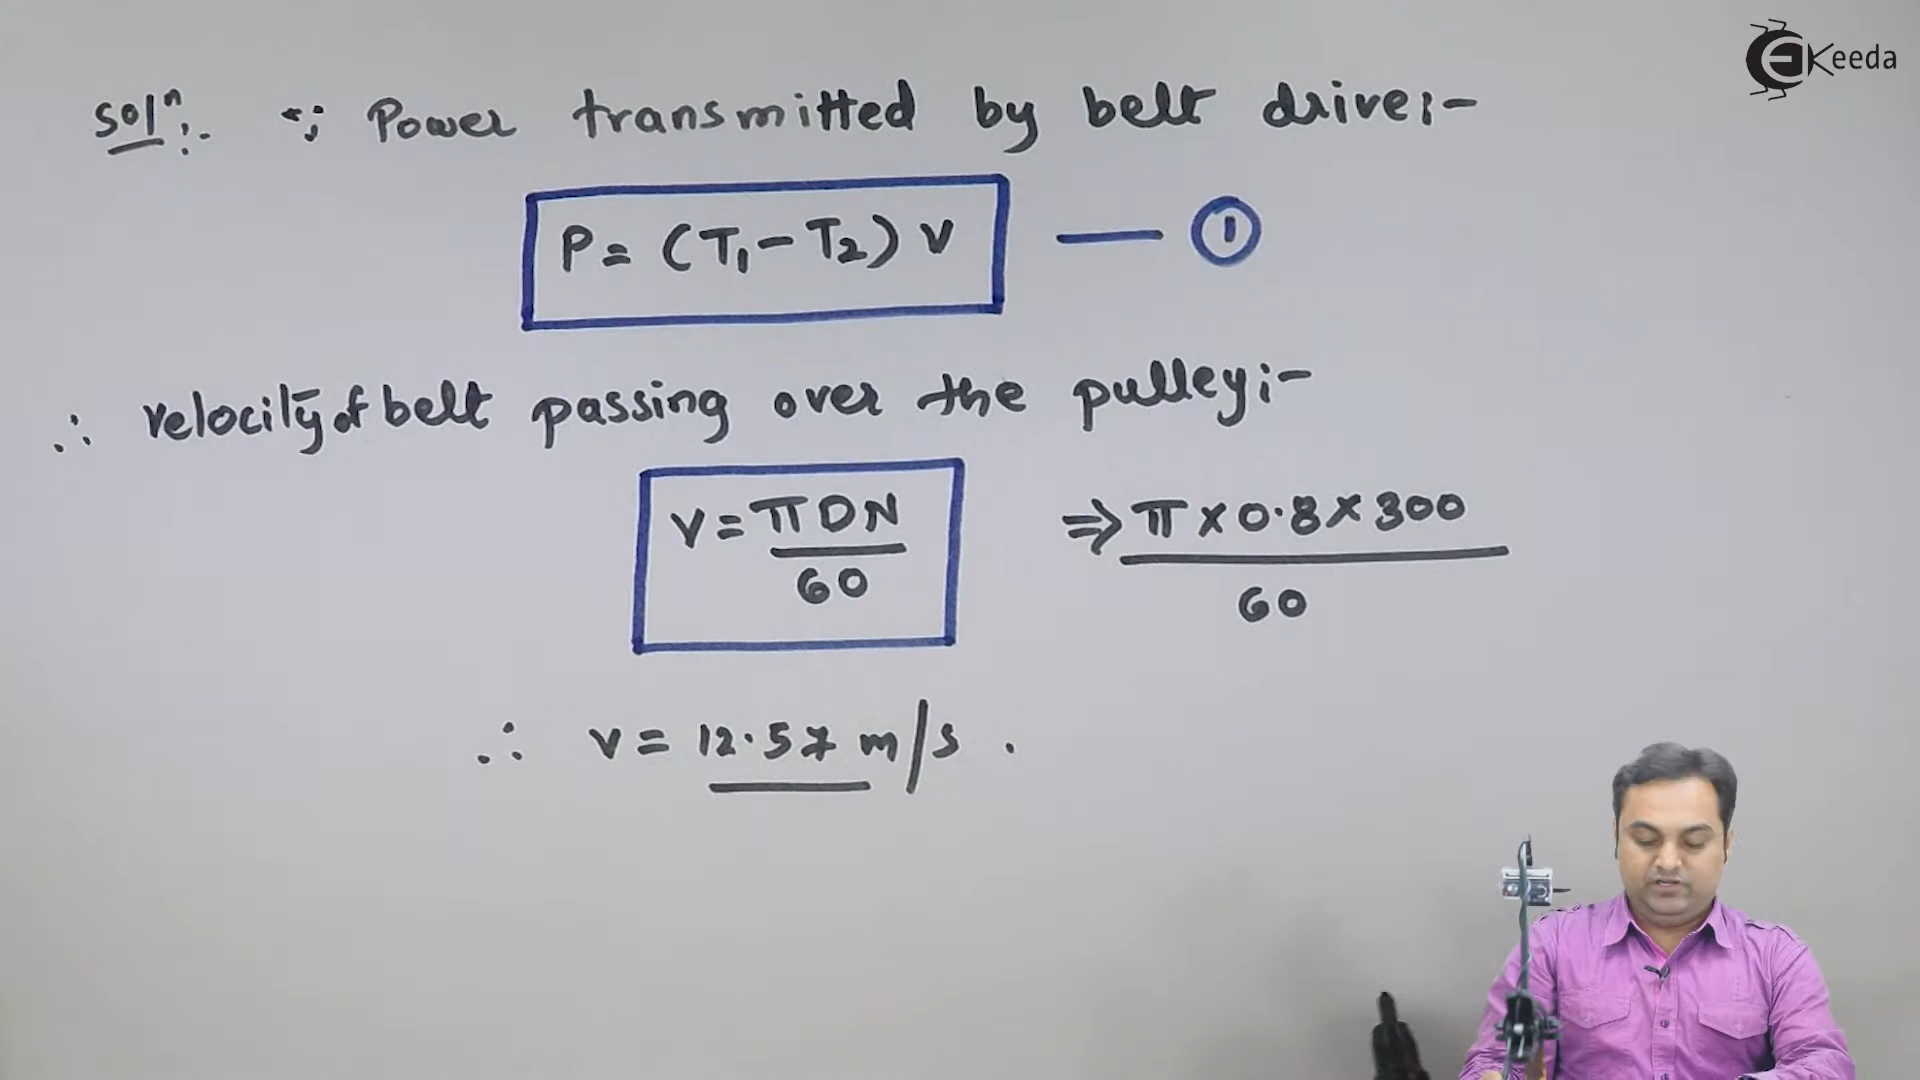 EKeeda
Solⁿ:- ∵ Power transmitted by belt drive:-
P = (T₁ - T₂) V — ①
∴ velocity of belt passing over the pulley:-
V = πDN/60 ⇒ π × 0.8 × 300/60
∴ V = 12.57 m/s.